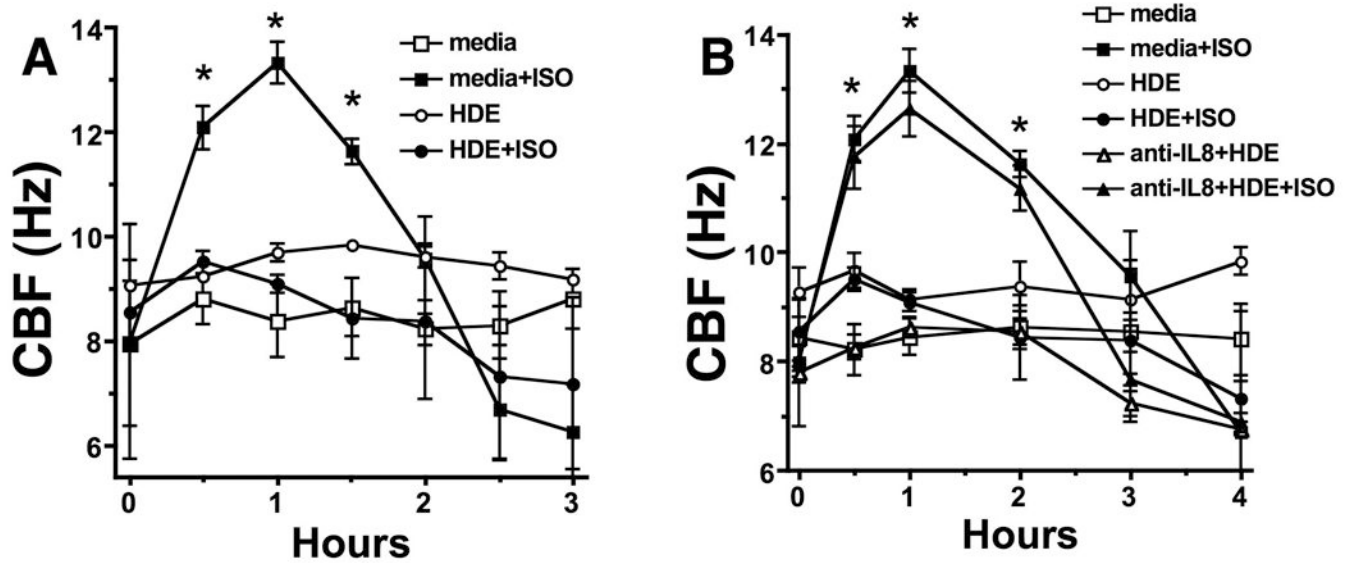 A
CBF (Hz)
14
12
10
8
6
*
*
*
media
media+ISO
HDE
HDE+ISO
0
1
2
3
Hours
B
CBF (Hz)
14
12
10
8
6
*
*
*
media
media+ISO
HDE
HDE+ISO
anti-IL8+HDE
anti-IL8+HDE+ISO
0
1
2
3
4
Hours